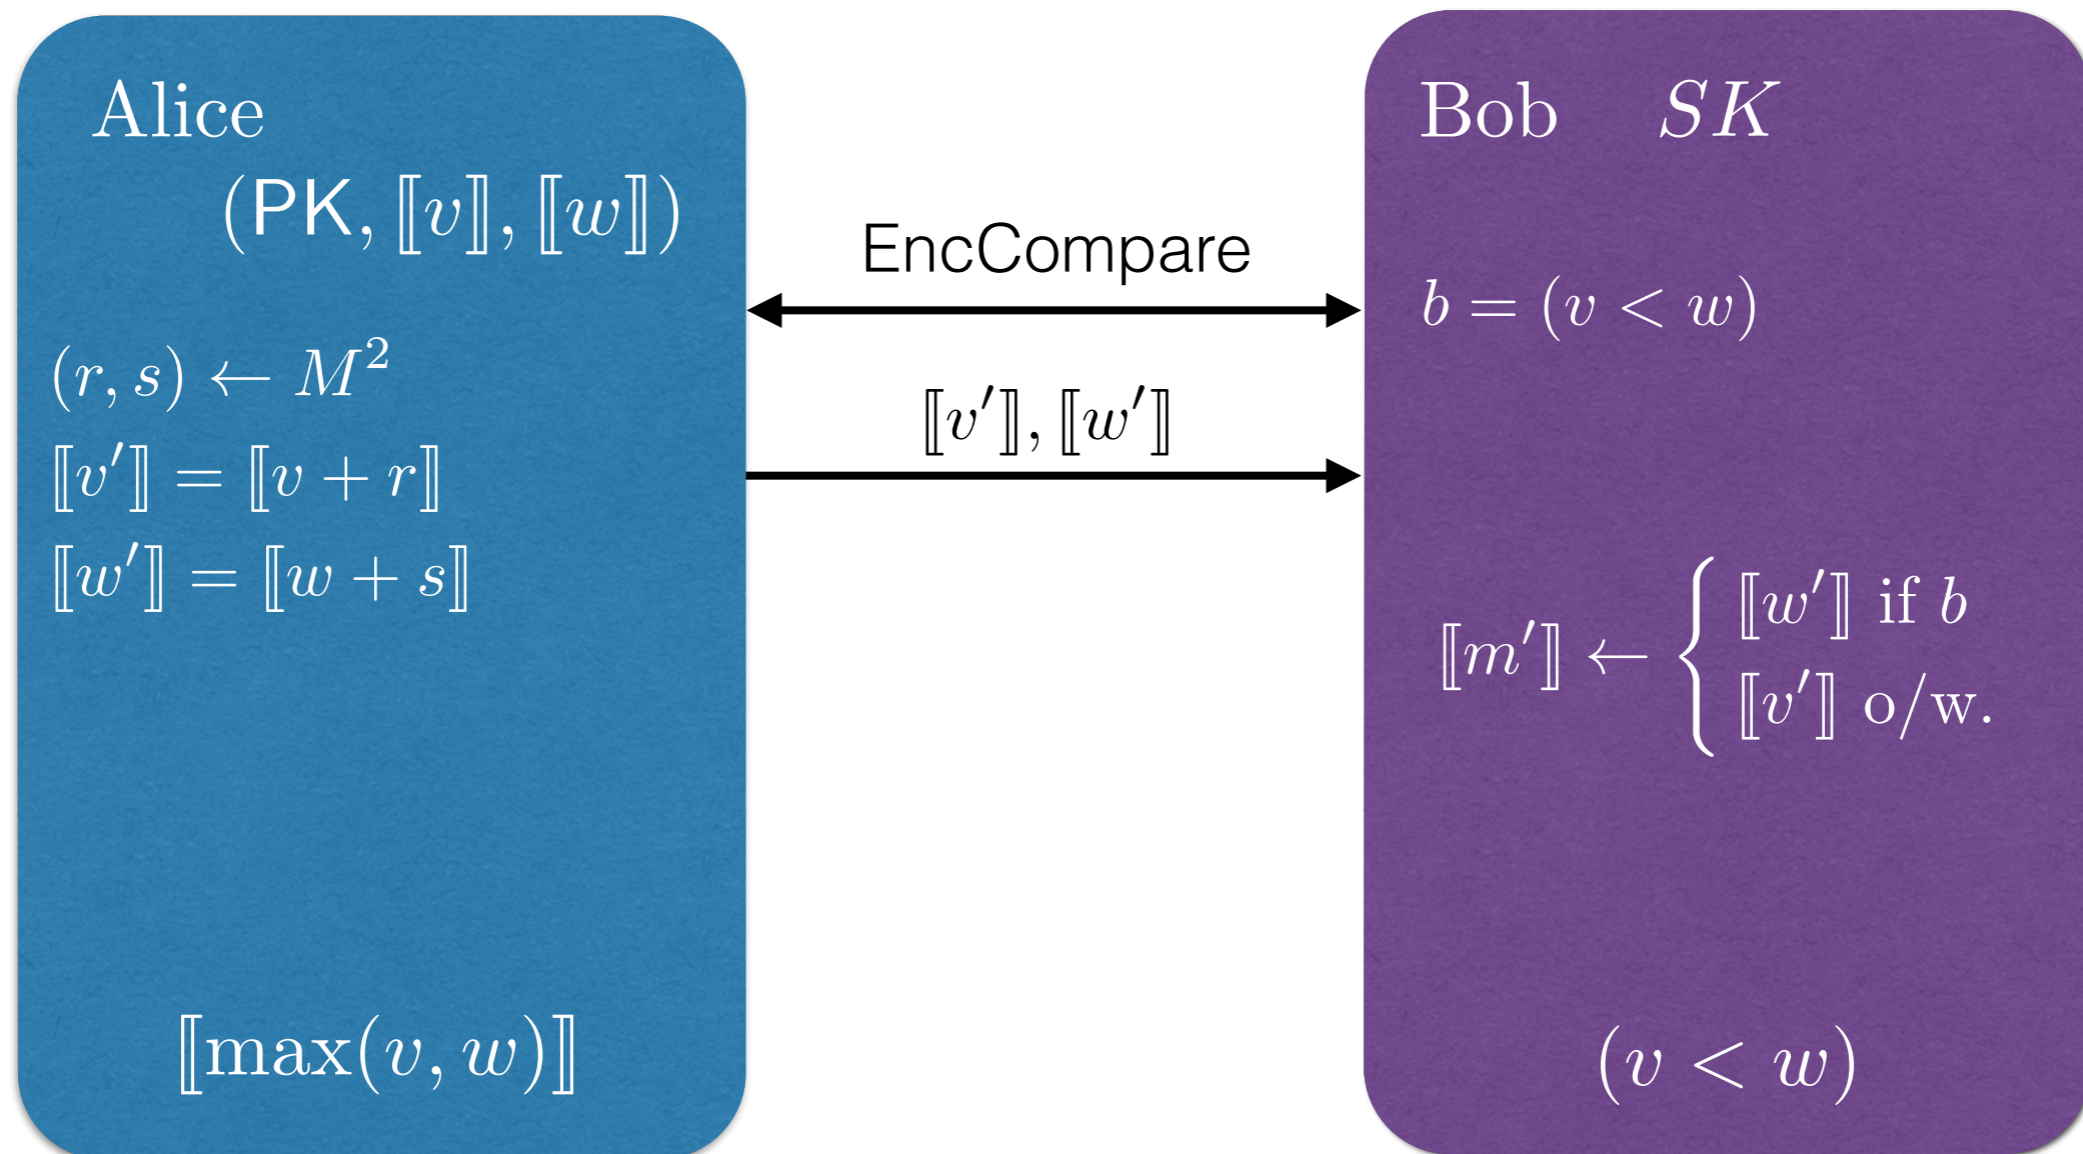 Alice
(PK, ⟦v⟧, ⟦w⟧)
(r, s) ← M²
⟦v′⟧ = ⟦v + r⟧
⟦w′⟧ = ⟦w + s⟧
⟦max(v, w)⟧
EncCompare
⟦v′⟧, ⟦w′⟧
Bob SK
b = (v < w)
⟦m′⟧ ← { ⟦w′⟧ if b
⟦v′⟧ o/w.
(v < w)